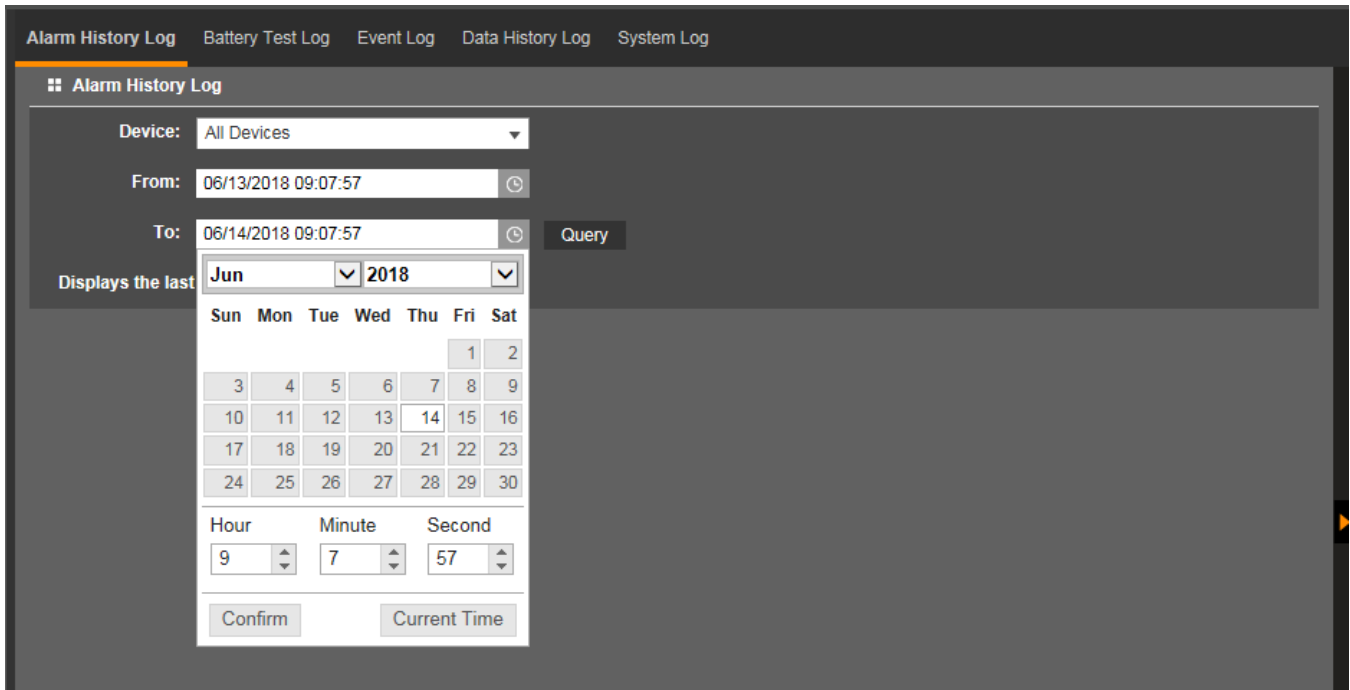 Alarm History Log Battery Test Log Event Log Data History Log System Log
Alarm History Log
Device: All Devices
From: 06/13/2018 09:07:57
To: 06/14/2018 09:07:57 Query
Displays the last
Jun 2018
Sun Mon Tue Wed Thu Fri Sat
1 2
3 4 5 6 7 8 9
10 11 12 13 14 15 16
17 18 19 20 21 22 23
24 25 26 27 28 29 30
Hour Minute Second
9 7 57
Confirm Current Time